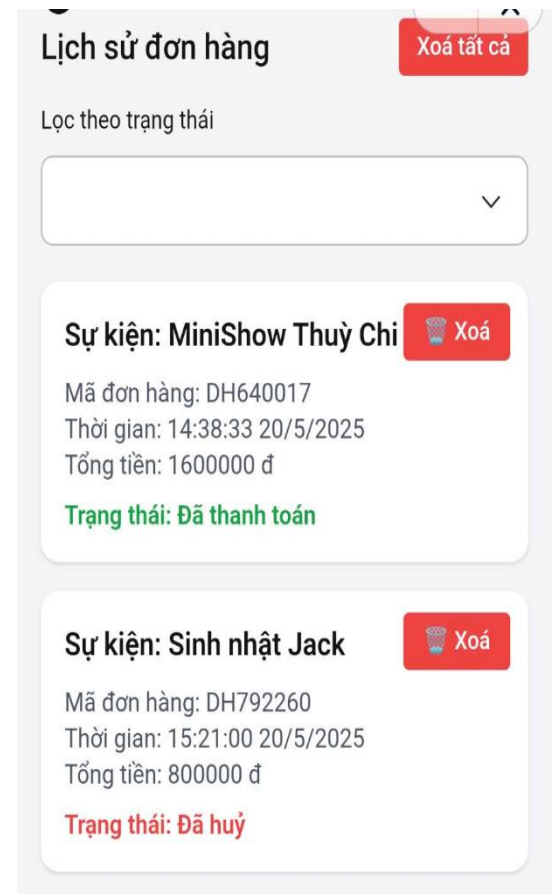 Lịch sử đơn hàng
Xoá tất cả
Lọc theo trạng thái
Sự kiện: MiniShow Thuỳ Chi
🗑️ Xoá
Mã đơn hàng: DH640017
Thời gian: 14:38:33 20/5/2025
Tổng tiền: 1600000 đ
Trạng thái: Đã thanh toán
Sự kiện: Sinh nhật Jack
🗑️ Xoá
Mã đơn hàng: DH792260
Thời gian: 15:21:00 20/5/2025
Tổng tiền: 800000 đ
Trạng thái: Đã huỷ